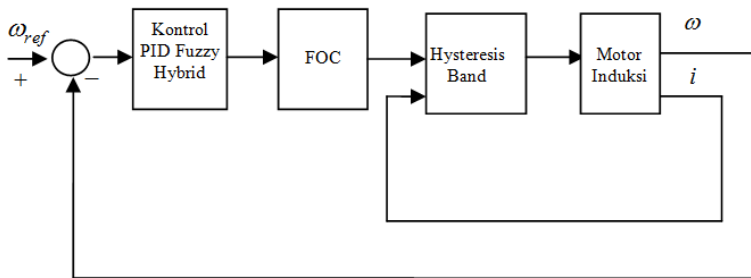 ω_ref
+
−
Kontrol
PID Fuzzy
Hybrid
FOC
Hysteresis
Band
Motor
Induksi
ω
i